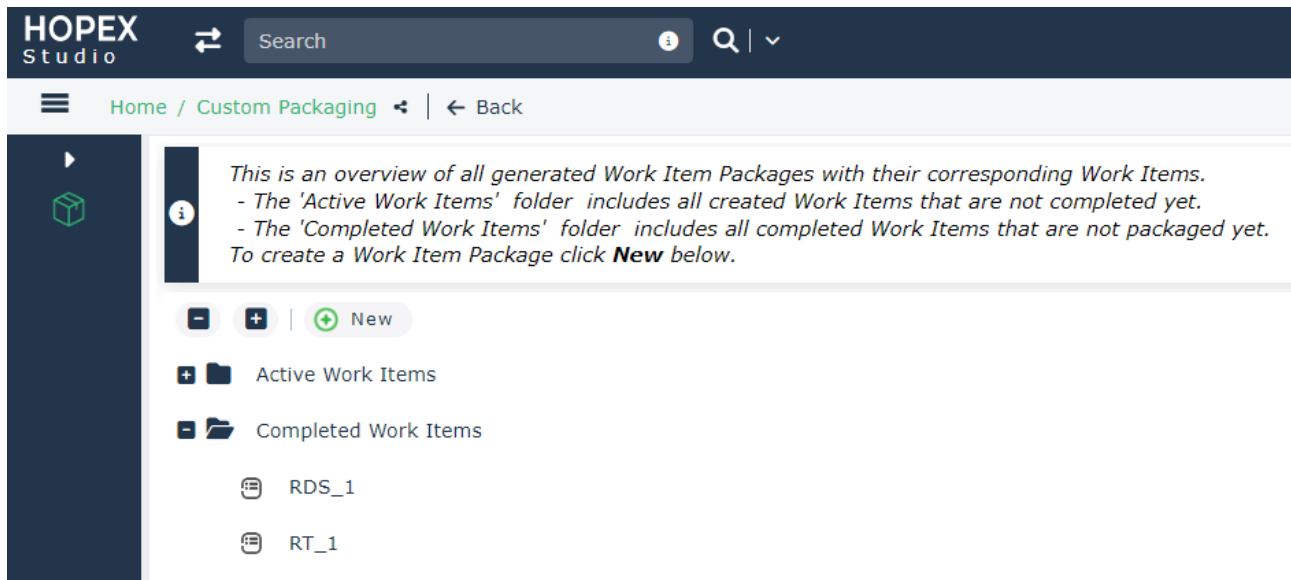 HOPEX
Studio
Search
Home / Custom Packaging
Back
This is an overview of all generated Work Item Packages with their corresponding Work Items.
- The 'Active Work Items' folder includes all created Work Items that are not completed yet.
- The 'Completed Work Items' folder includes all completed Work Items that are not packaged yet.
To create a Work Item Package click New below.
New
Active Work Items
Completed Work Items
RDS_1
RT_1